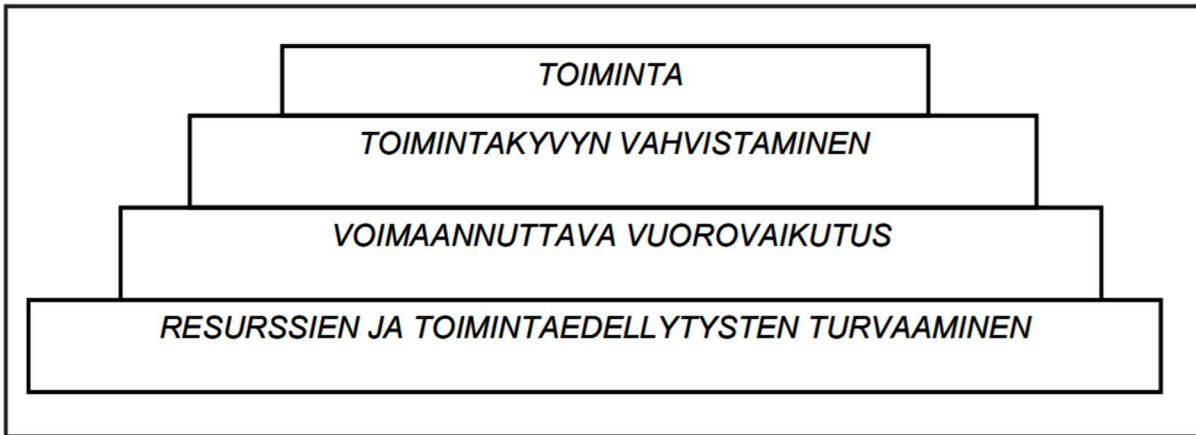 TOIMINTA
TOIMINTAKYVYN VAHVISTAMINEN
VOIMAANNUTTAVA VUOROVAIKUTUS
RESURSSIEN JA TOIMINTAEDELLYTYSTEN TURVAAMINEN